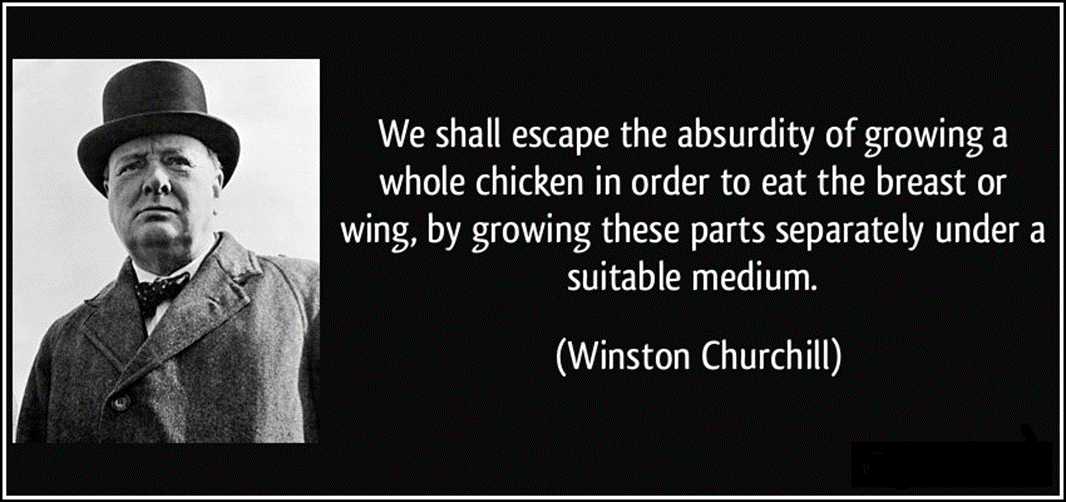 We shall escape the absurdity of growing a
whole chicken in order to eat the breast or
wing, by growing these parts separately under a
suitable medium.
(Winston Churchill)